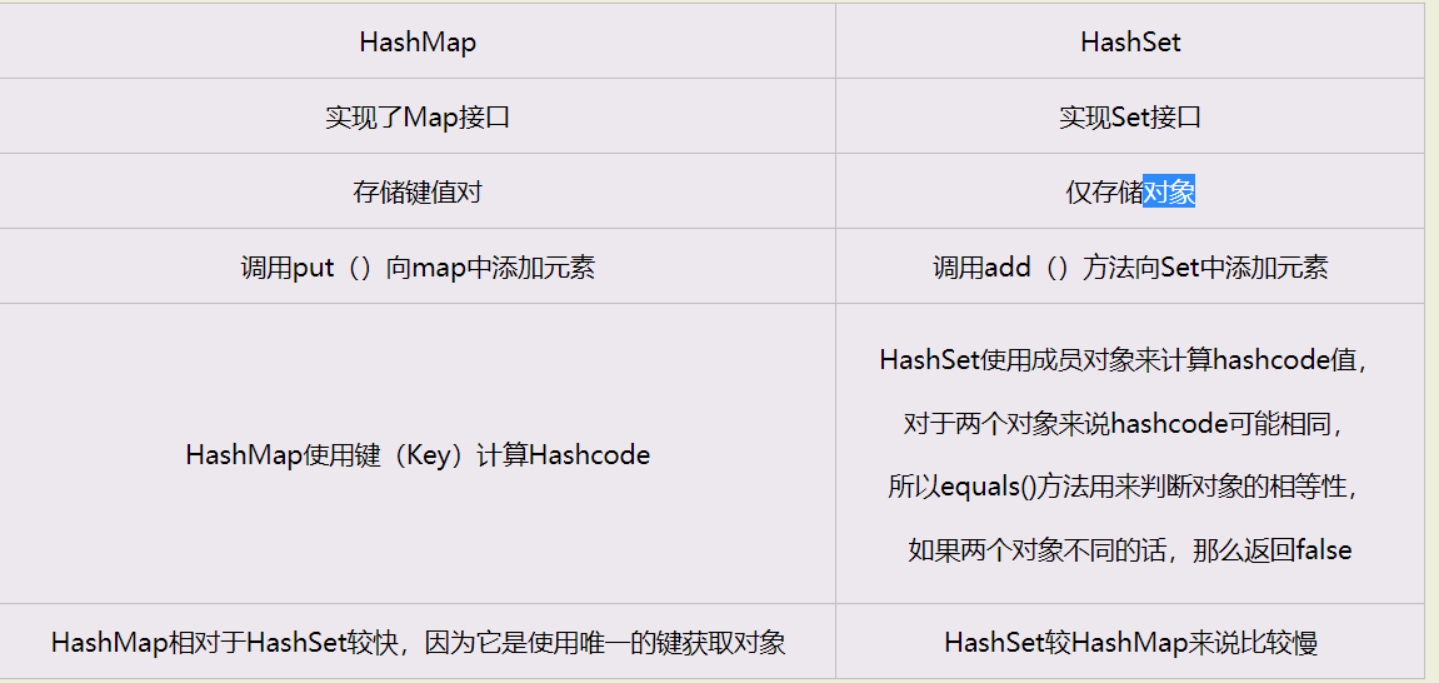 HashMap
HashSet
实现了Map接口
实现Set接口
存储键值对
仅存储对象
调用put（）向map中添加元素
调用add（）方法向Set中添加元素
HashMap使用键（Key）计算Hashcode
HashSet使用成员对象来计算hashcode值，
对于两个对象来说hashcode可能相同，
所以equals()方法用来判断对象的相等性，
如果两个对象不同的话，那么返回false
HashMap相对于HashSet较快，因为它是使用唯一的键获取对象
HashSet较HashMap来说比较慢